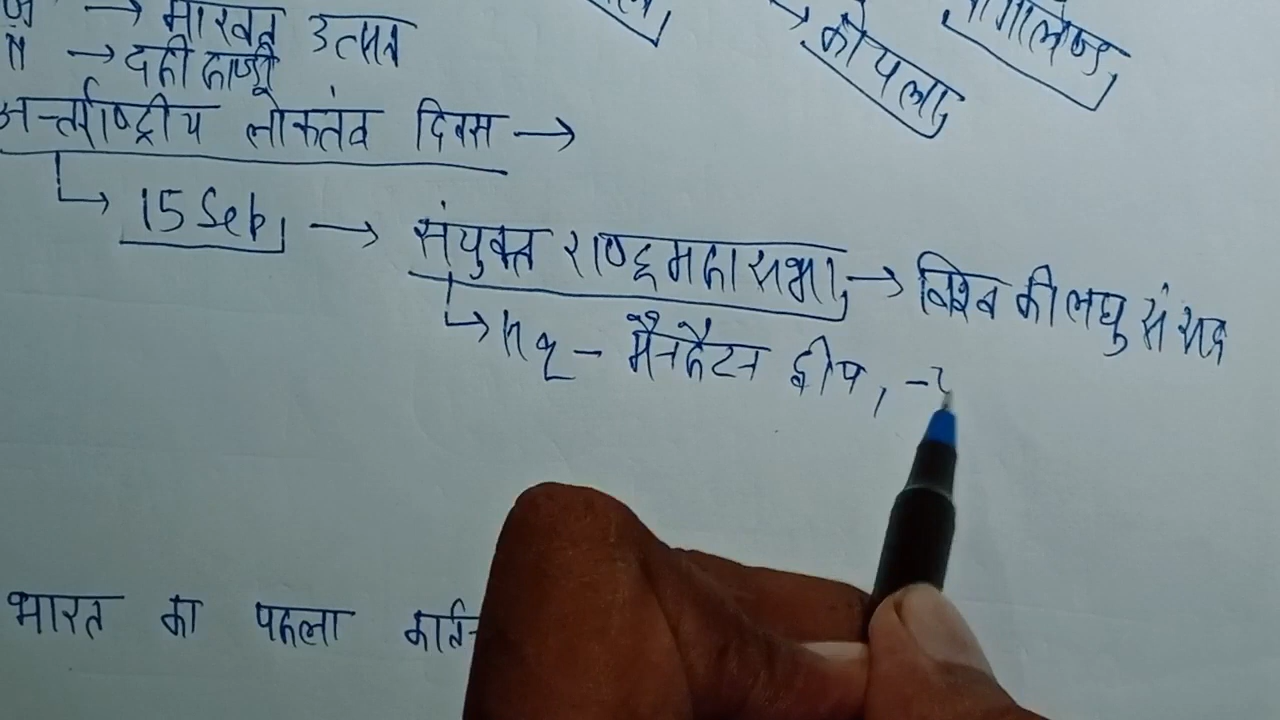 → माखन उत्सव
→ दही काण्डी
कोयला
अन्तर्राष्ट्रीय लोकतंत्र दिवस →
↳ 15 Sep → संयुक्त राष्ट्र महासभा → विश्व की लघु संसद
↳ HQ - मैनहैटन द्वीप, -
भारत का पहला